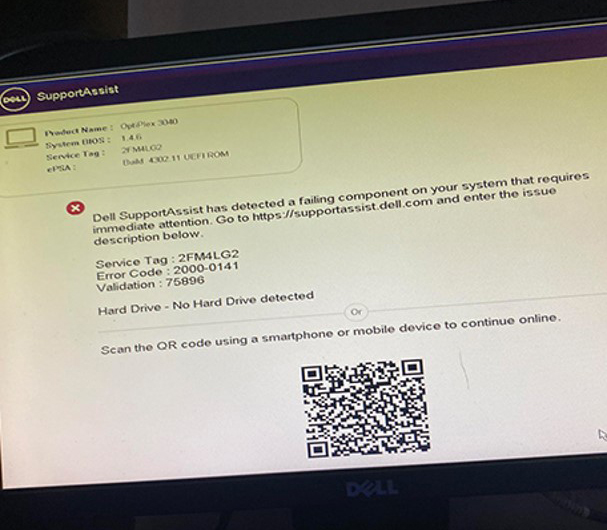 DELL SupportAssist
Product Name : OptiPlex 3040
System BIOS : 1.4.6
Service Tag : 2FM4LG2
ePSA : Build 4302.11 UEFI ROM
Dell SupportAssist has detected a failing component on your system that requires
immediate attention. Go to https://supportassist.dell.com and enter the issue
description below.
Service Tag : 2FM4LG2
Error Code : 2000-0141
Validation : 75896
Hard Drive - No Hard Drive detected
Or
Scan the QR code using a smartphone or mobile device to continue online.
DELL